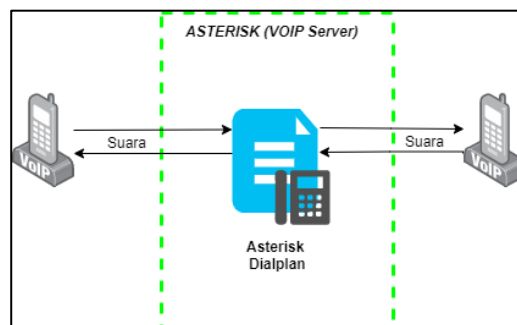 ASTERISK (VOIP Server)
Suara
Suara
VoIP
VoIP
Asterisk
Dialplan